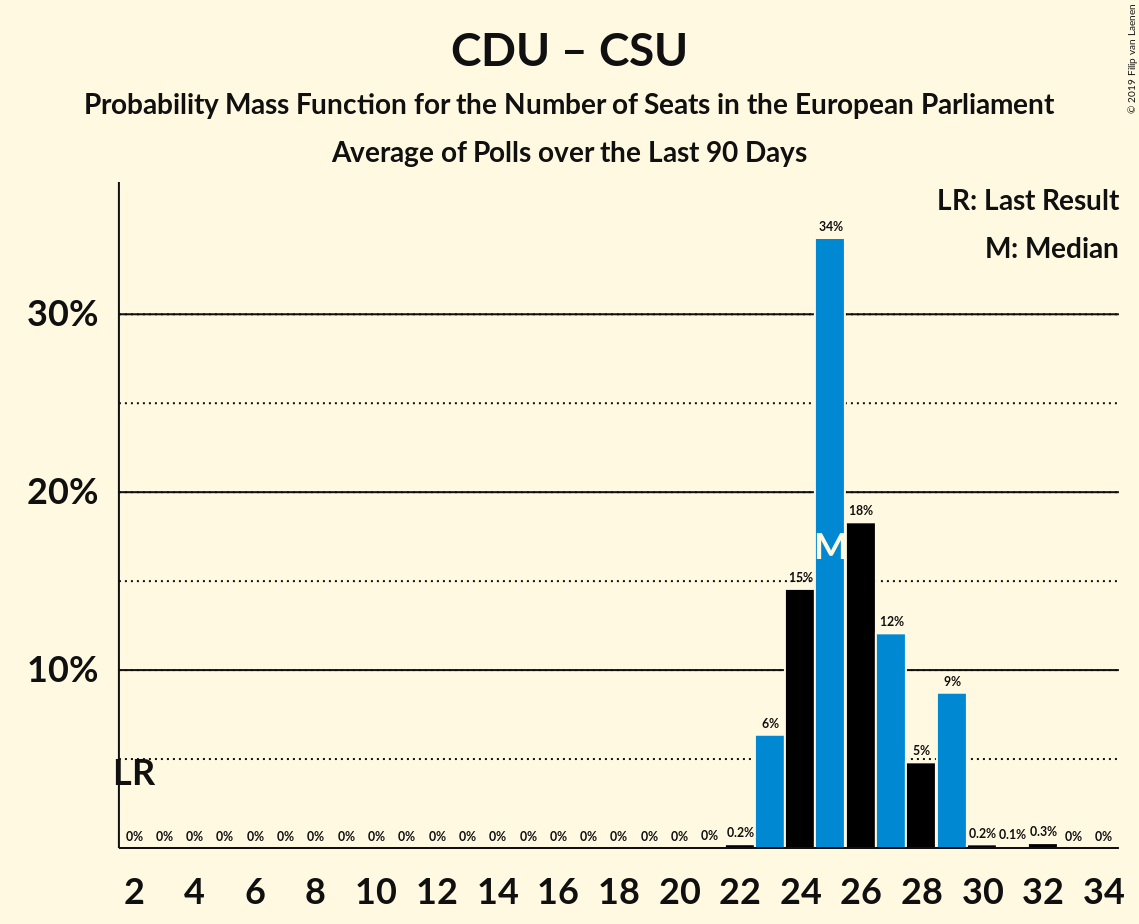 CDU – CSU
Probability Mass Function for the Number of Seats in the European Parliament
Average of Polls over the Last 90 Days
© 2019 Filip van Laenen
LR: Last Result
M: Median
34%
30%
20%
18%
M
15%
12%
10%
9%
6%
5%
LR
0% 0% 0% 0% 0% 0% 0% 0% 0% 0% 0% 0% 0% 0% 0% 0% 0% 0% 0% 0% 0.2% 0.2% 0.1% 0.3% 0% 0%
2 4 6 8 10 12 14 16 18 20 22 24 26 28 30 32 34